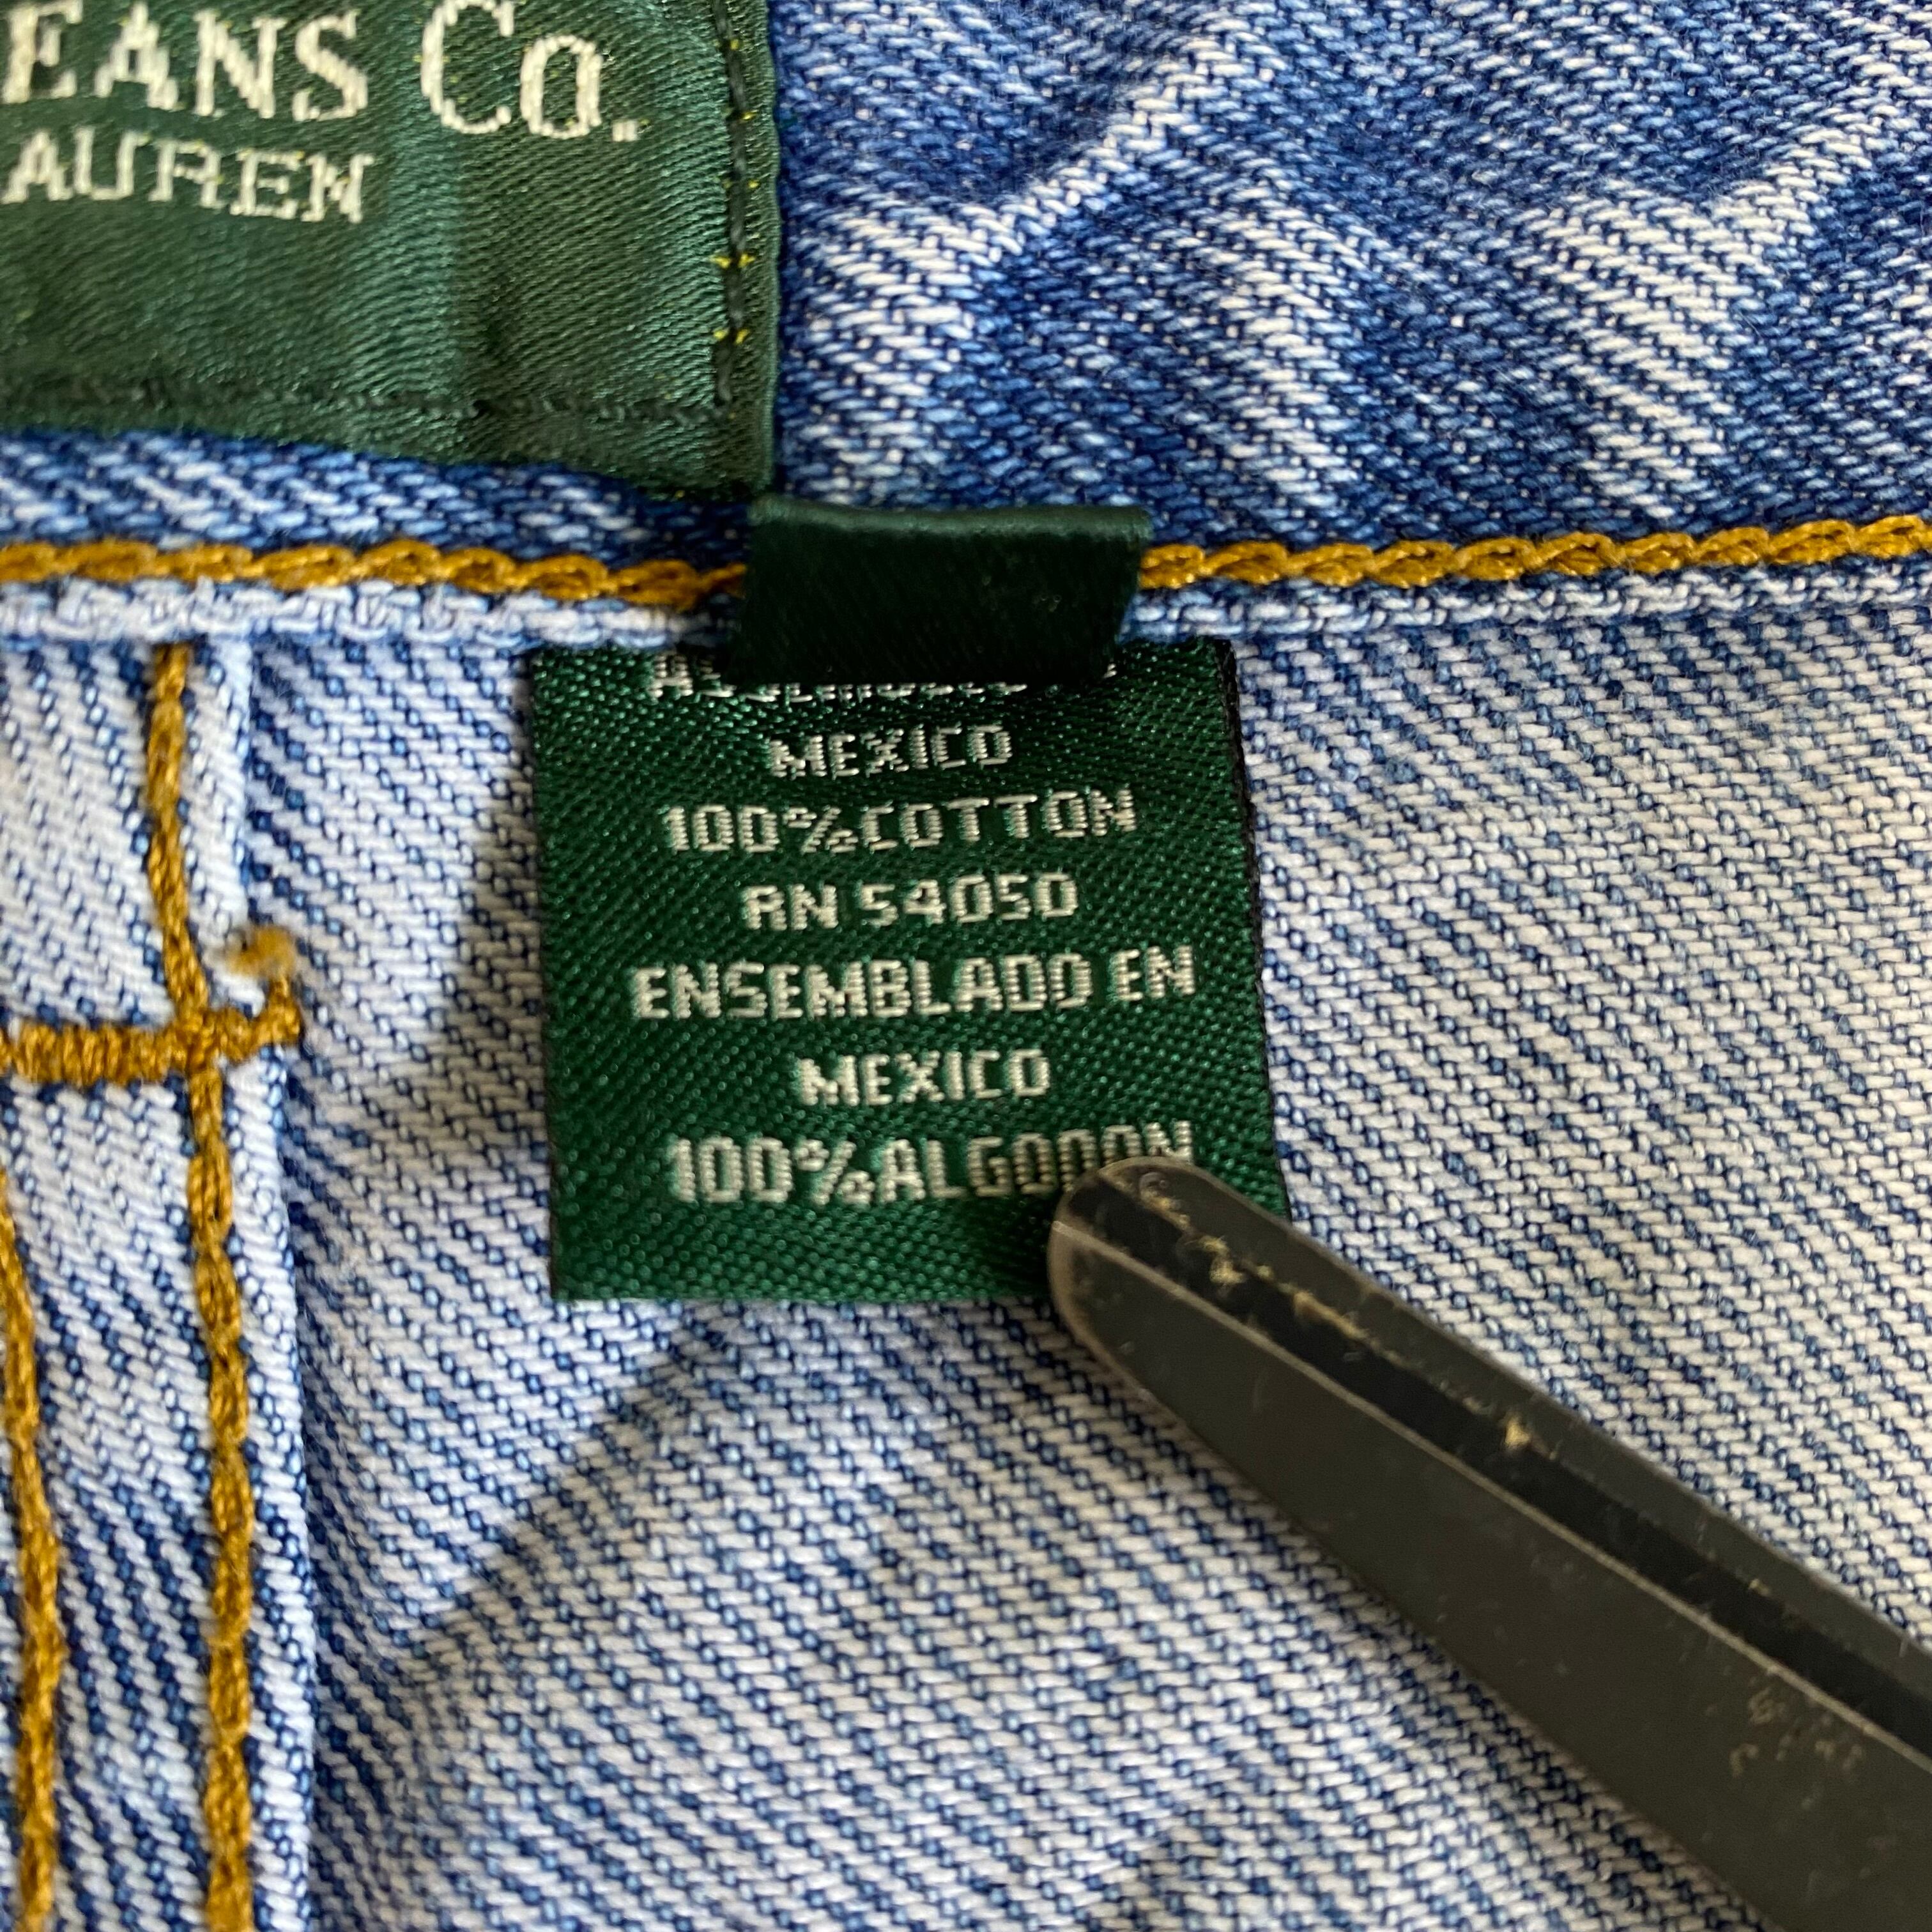 EANS CO.
AUREN
MEXICO
100% COTTON
RN 54050
ENSEMBLADO EN
MEXICO
100% ALGODON